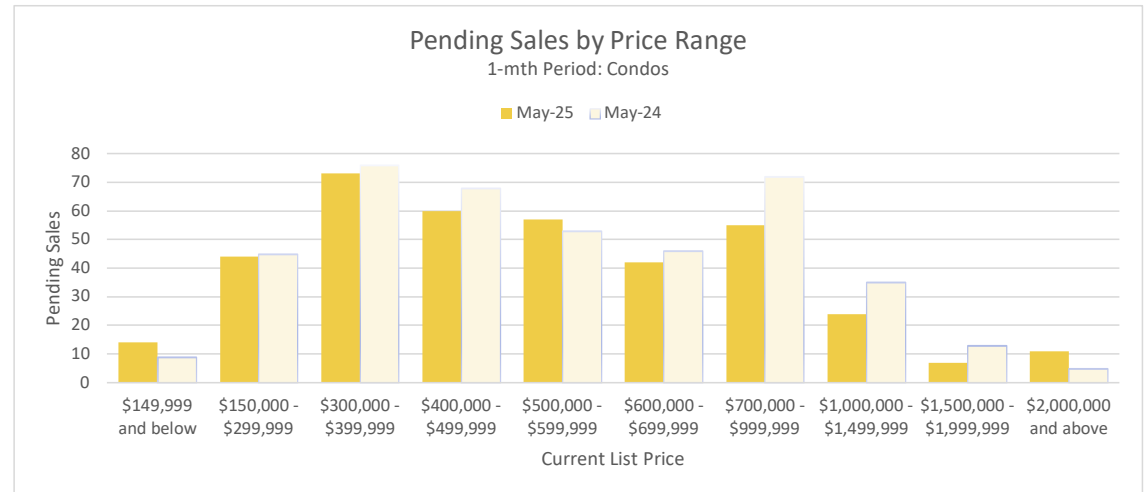 Pending Sales by Price Range
1-mth Period: Condos
May-25 May-24
80
70
60
50
40
30
20
10
0
Pending Sales
$149,999 and below
$150,000 - $299,999
$300,000 - $399,999
$400,000 - $499,999
$500,000 - $599,999
$600,000 - $699,999
$700,000 - $999,999
$1,000,000 - $1,499,999
$1,500,000 - $1,999,999
$2,000,000 and above
Current List Price